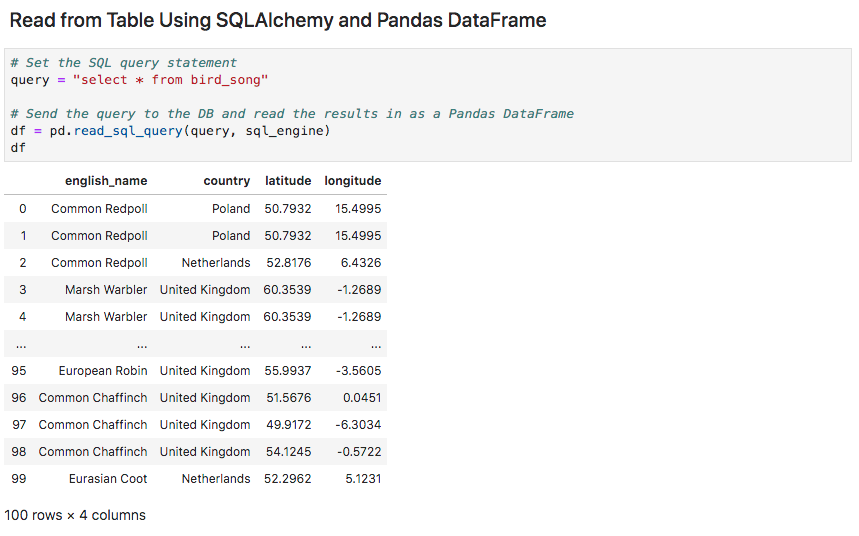 Read from Table Using SQLAlchemy and Pandas DataFrame
# Set the SQL query statement
query = "select * from bird_song"
# Send the query to the DB and read the results in as a Pandas DataFrame
df = pd.read_sql_query(query, sql_engine)
df
english_name country latitude longitude
0 Common Redpoll Poland 50.7932 15.4995
1 Common Redpoll Poland 50.7932 15.4995
2 Common Redpoll Netherlands 52.8176 6.4326
3 Marsh Warbler United Kingdom 60.3539 -1.2689
4 Marsh Warbler United Kingdom 60.3539 -1.2689
... ... ... ... ...
95 European Robin United Kingdom 55.9937 -3.5605
96 Common Chaffinch United Kingdom 51.5676 0.0451
97 Common Chaffinch United Kingdom 49.9172 -6.3034
98 Common Chaffinch United Kingdom 54.1245 -0.5722
99 Eurasian Coot Netherlands 52.2962 5.1231
100 rows × 4 columns